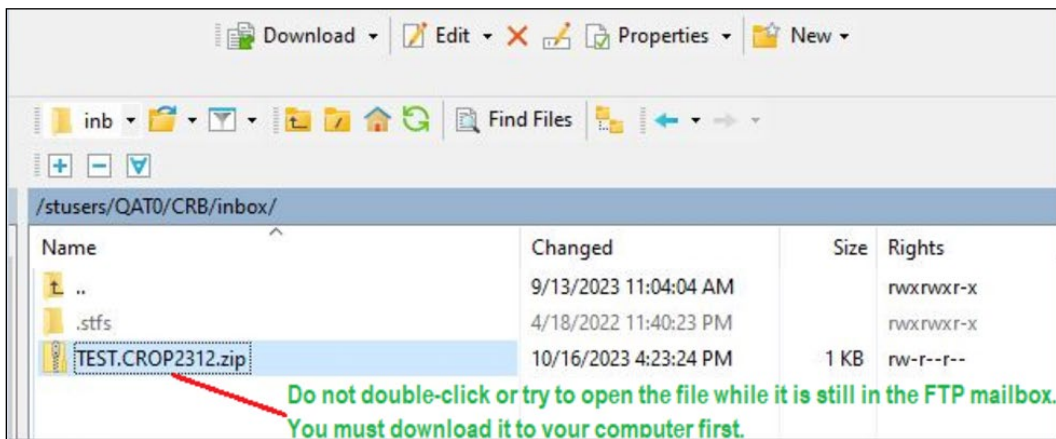 Download Edit Properties New
inb Find Files
/stusers/QAT0/CRB/inbox/
Name Changed Size Rights
.. 9/13/2023 11:04:04 AM rwxrwxr-x
.stfs 4/18/2022 11:40:23 PM rwxrwxr-x
TEST.CROP2312.zip 10/16/2023 4:23:24 PM 1 KB rw-r--r--
Do not double-click or try to open the file while it is still in the FTP mailbox.
You must download it to your computer first.